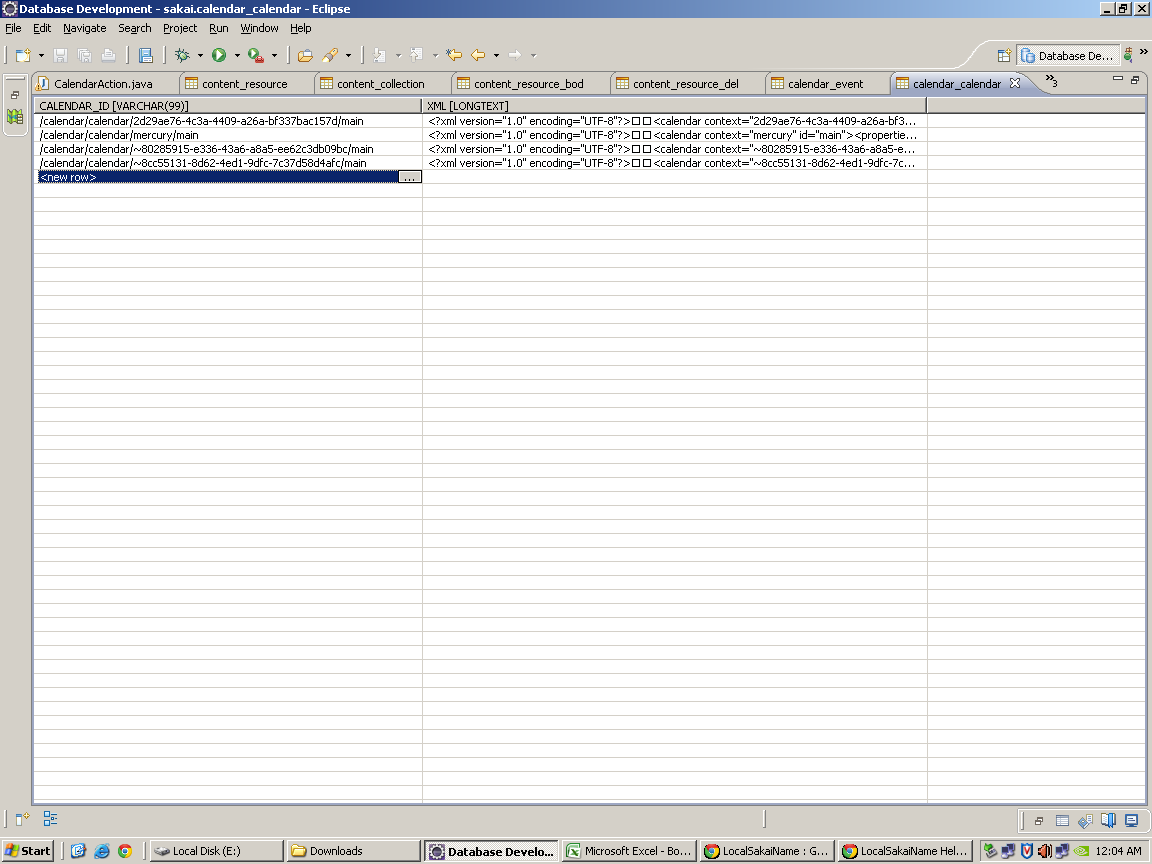 Database Development - sakai.calendar_calendar - Eclipse
File Edit Navigate Search Project Run Window Help
Database De...
CalendarAction.java content_resource content_collection content_resource_bod content_resource_del calendar_event calendar_calendar 3
CALENDAR_ID [VARCHAR(99)] XML [LONGTEXT]
/calendar/calendar/2d29ae76-4c3a-4409-a26a-bf337bac157d/main <?xml version="1.0" encoding="UTF-8"?>□□<calendar context="2d29ae76-4c3a-4409-a26a-bf3...
/calendar/calendar/mercury/main <?xml version="1.0" encoding="UTF-8"?>□□<calendar context="mercury" id="main"><propertie...
/calendar/calendar/~80285915-e336-43a6-a8a5-ee62c3db09bc/main <?xml version="1.0" encoding="UTF-8"?>□□<calendar context="~80285915-e336-43a6-a8a5-e...
/calendar/calendar/~8cc55131-8d62-4ed1-9dfc-7c37d58d4afc/main <?xml version="1.0" encoding="UTF-8"?>□□<calendar context="~8cc55131-8d62-4ed1-9dfc-7c...
<new row> ...
Start Local Disk (E:) Downloads Database Develo... Microsoft Excel - Bo... LocalSakaiName : G... LocalSakaiName Hel... 12:04 AM